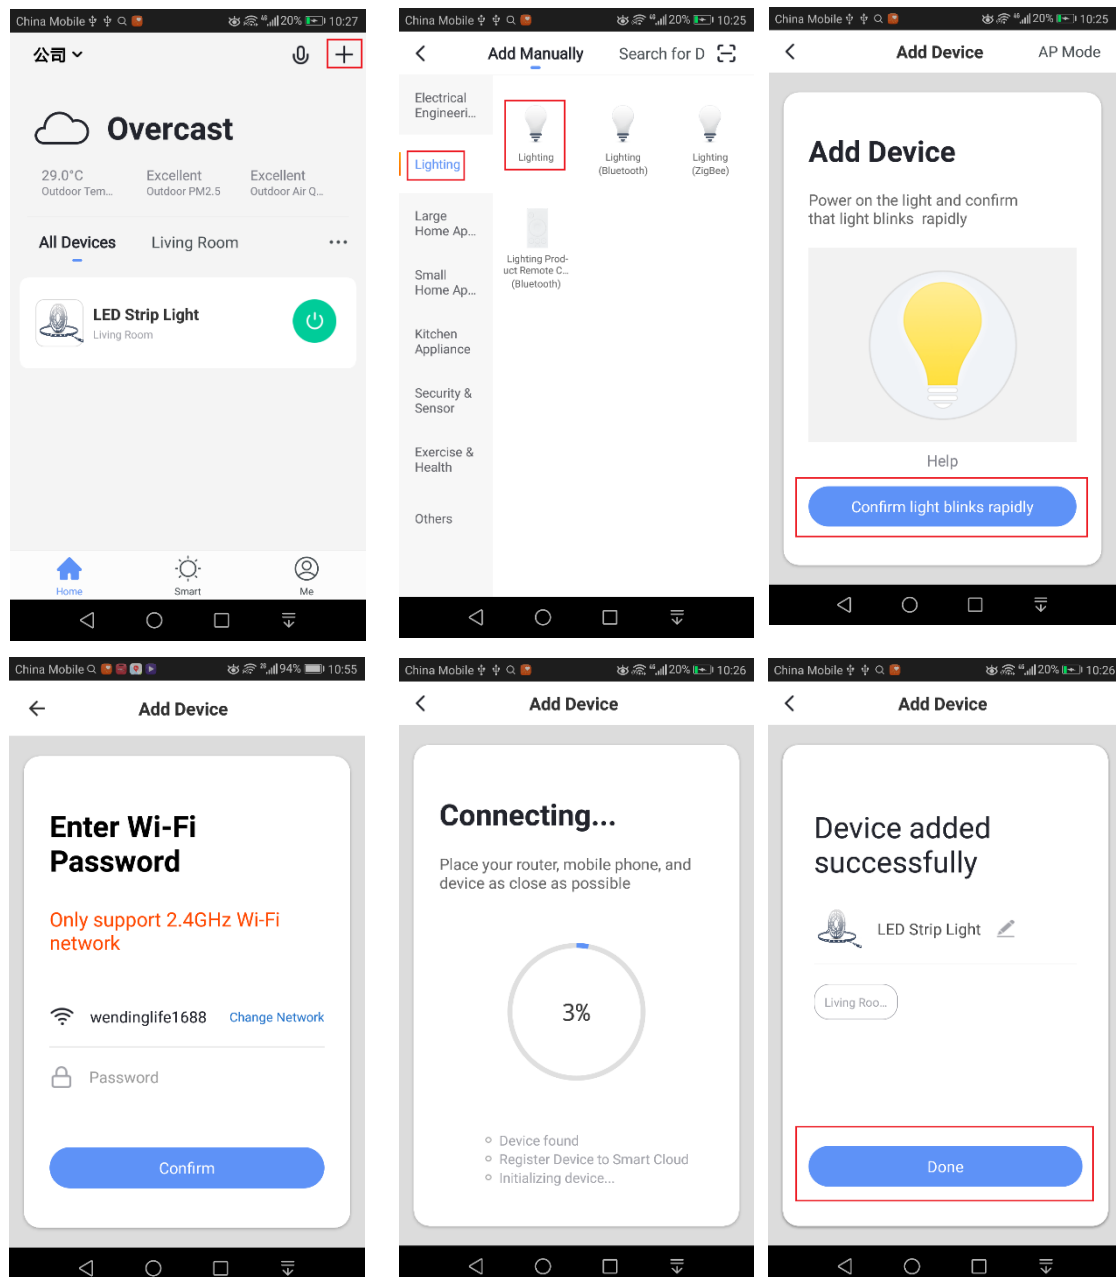 China Mobile 20% 10:27
公司
Overcast
29.0°C Excellent Excellent
Outdoor Tem... Outdoor PM2.5 Outdoor Air Q...
All Devices Living Room
LED Strip Light
Living Room
Home Smart Me
China Mobile 20% 10:25
Add Manually Search for D
Electrical
Engineeri...
Lighting
Large
Home Ap...
Small
Home Ap...
Kitchen
Appliance
Security &
Sensor
Exercise &
Health
Others
Lighting
Lighting
(Bluetooth)
Lighting
(ZigBee)
Lighting Prod-
uct Remote C...
(Bluetooth)
China Mobile 20% 10:25
Add Device AP Mode
Add Device
Power on the light and confirm
that light blinks rapidly
Help
Confirm light blinks rapidly
China Mobile 94% 10:55
Add Device
Enter Wi-Fi
Password
Only support 2.4GHz Wi-Fi
network
wendinglife1688 Change Network
Password
Confirm
China Mobile 20% 10:26
Add Device
Connecting...
Place your router, mobile phone, and
device as close as possible
3%
Device found
Register Device to Smart Cloud
Initializing device...
China Mobile 20% 10:26
Add Device
Device added
successfully
LED Strip Light
Living Roo...
Done